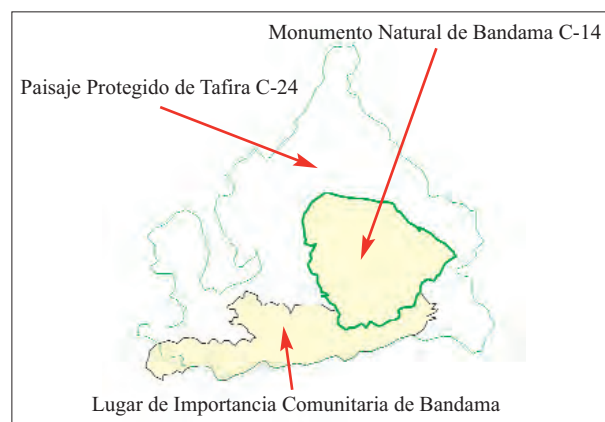 Monumento Natural de Bandama C-14
Paisaje Protegido de Tafira C-24
Lugar de Importancia Comunitaria de Bandama